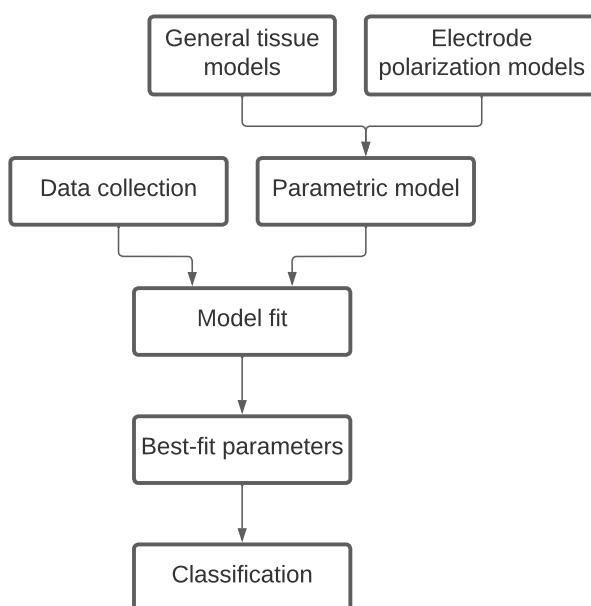 General tissue
models
Electrode
polarization models
Data collection
Parametric model
Model fit
Best-fit parameters
Classification